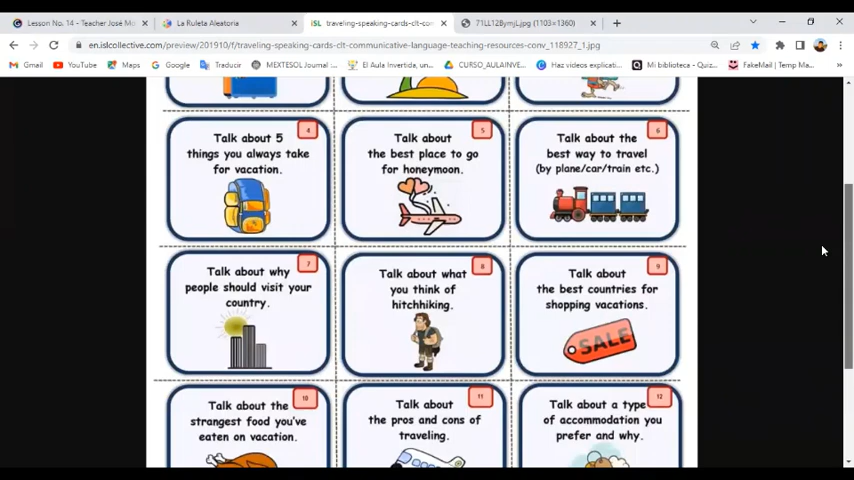 Lesson No. 14 - Teacher José M
La Ruleta Aleatoria
traveling-speaking-cards-clt-com
71LL12BymjL.jpg (1103×1360)
en.islcollective.com/preview/201910/f/traveling-speaking-cards-clt-communicative-language-teaching-resources-conv_118927_1.jpg
Gmail
YouTube
Maps
Google
Traducir
MEXTESOL Journal :...
El Aula Invertida, un...
CURSO_AULAINVE...
Haz videos explicati...
Mi biblioteca - Quiz...
FakeMail | Temp Ma...
4
Talk about 5
things you always take
for vacation.
5
Talk about
the best place to go
for honeymoon.
6
Talk about the
best way to travel
(by plane/car/train etc.)
7
Talk about why
people should visit your
country.
8
Talk about what
you think of
hitchhiking.
9
Talk about
the best countries for
shopping vacations.
SALE
10
Talk about the
strangest food you've
eaten on vacation.
11
Talk about
the pros and cons of
traveling.
12
Talk about a type
of accommodation you
prefer and why.